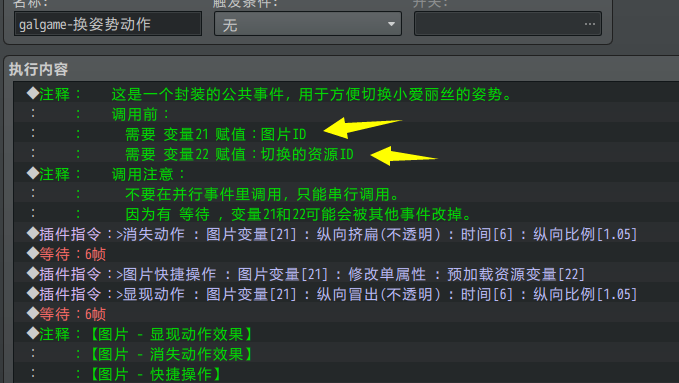 名称:
触发条件:
开关:
galgame-换姿势动作
无
...
执行内容
◆注释：　这是一个封装的公共事件，用于方便切换小爱丽丝的姿势。
：　　：　调用前：
：　　：　　需要 变量21 赋值：图片ID
：　　：　　需要 变量22 赋值：切换的资源ID
◆注释：　调用注意：
：　　：　　不要在并行事件里调用，只能串行调用。
：　　：　　因为有 等待 ，变量21和22可能会被其他事件改掉。
◆插件指令：>消失动作 : 图片变量[21] : 纵向挤扁(不透明) : 时间[6] : 纵向比例[1.05]
◆等待：6帧
◆插件指令：>图片快捷操作 : 图片变量[21] : 修改单属性 : 预加载资源变量[22]
◆插件指令：>显现动作 : 图片变量[21] : 纵向冒出(不透明) : 时间[6] : 纵向比例[1.05]
◆等待：6帧
◆注释：【图片 - 显现动作效果】
：　　：【图片 - 消失动作效果】
：　　：【图片 - 快捷操作】